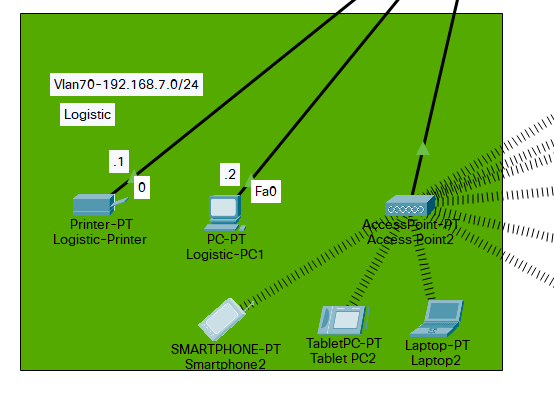 Vlan70-192.168.7.0/24
Logistic
.1
0
.2
Fa0
Printer-PT
Logistic-Printer
PC-PT
Logistic-PC1
AccessPoint-PT
Access Point2
SMARTPHONE-PT
Smartphone2
TabletPC-PT
Tablet PC2
Laptop-PT
Laptop2